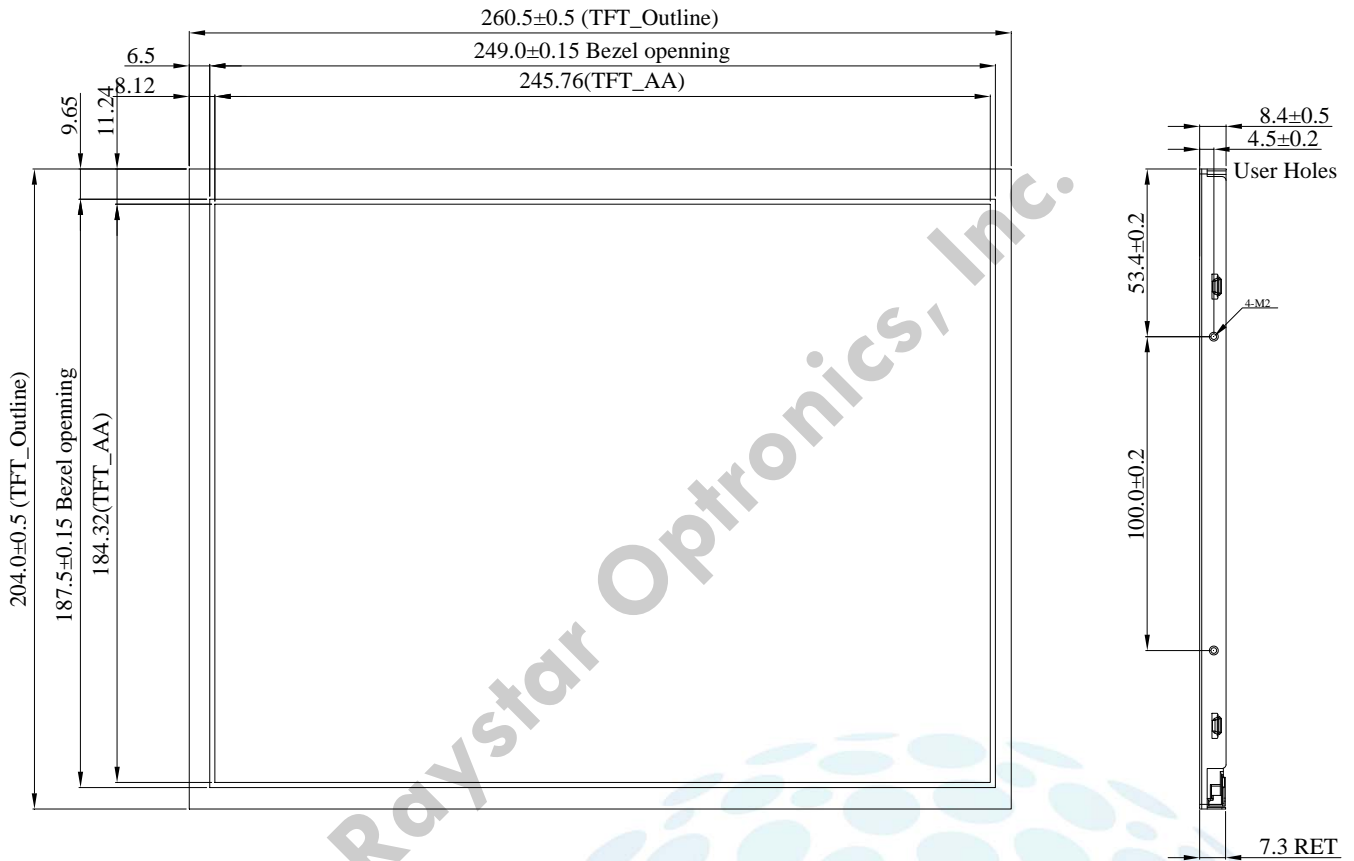 260.5±0.5 (TFT_Outline)
249.0±0.15 Bezel openning
6.5
245.76(TFT_AA)
8.12
9.65
11.24
8.4±0.5
4.5±0.2
User Holes
53.4±0.2
4-M2
204.0±0.5 (TFT_Outline)
187.5±0.15 Bezel openning
184.32(TFT_AA)
100.0±0.2
Raystar Optronics, Inc.
7.3 RET